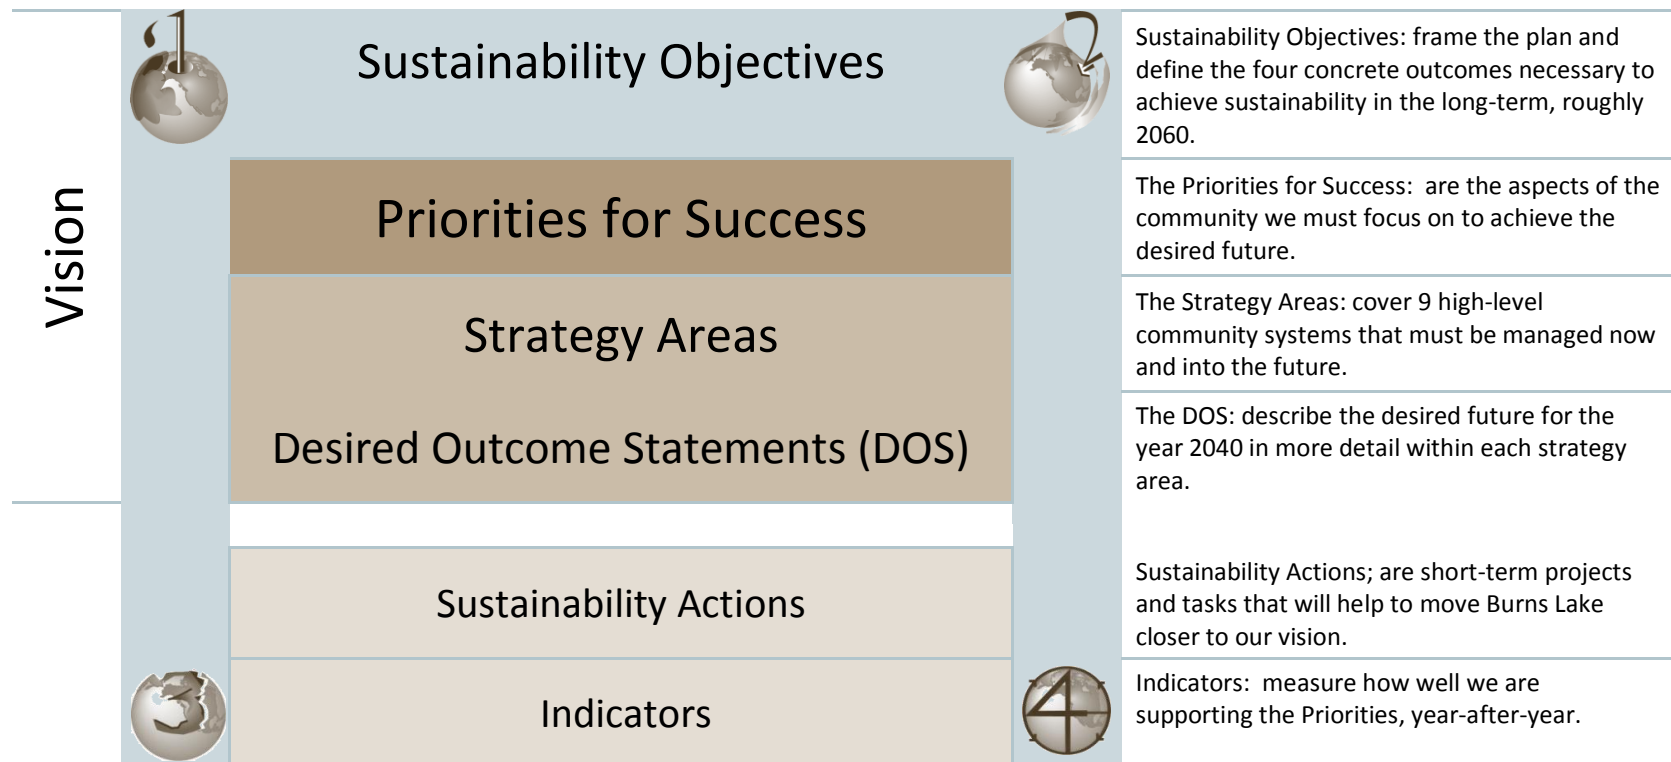 Vision
1
Sustainability Objectives
2
Sustainability Objectives: frame the plan and
define the four concrete outcomes necessary to
achieve sustainability in the long-term, roughly
2060.
Priorities for Success
The Priorities for Success:  are the aspects of the
community we must focus on to achieve the
desired future.
Strategy Areas
The Strategy Areas: cover 9 high-level
community systems that must be managed now
and into the future.
Desired Outcome Statements (DOS)
The DOS: describe the desired future for the
year 2040 in more detail within each strategy
area.
Sustainability Actions
Sustainability Actions; are short-term projects
and tasks that will help to move Burns Lake
closer to our vision.
3
Indicators
4
Indicators:  measure how well we are
supporting the Priorities, year-after-year.